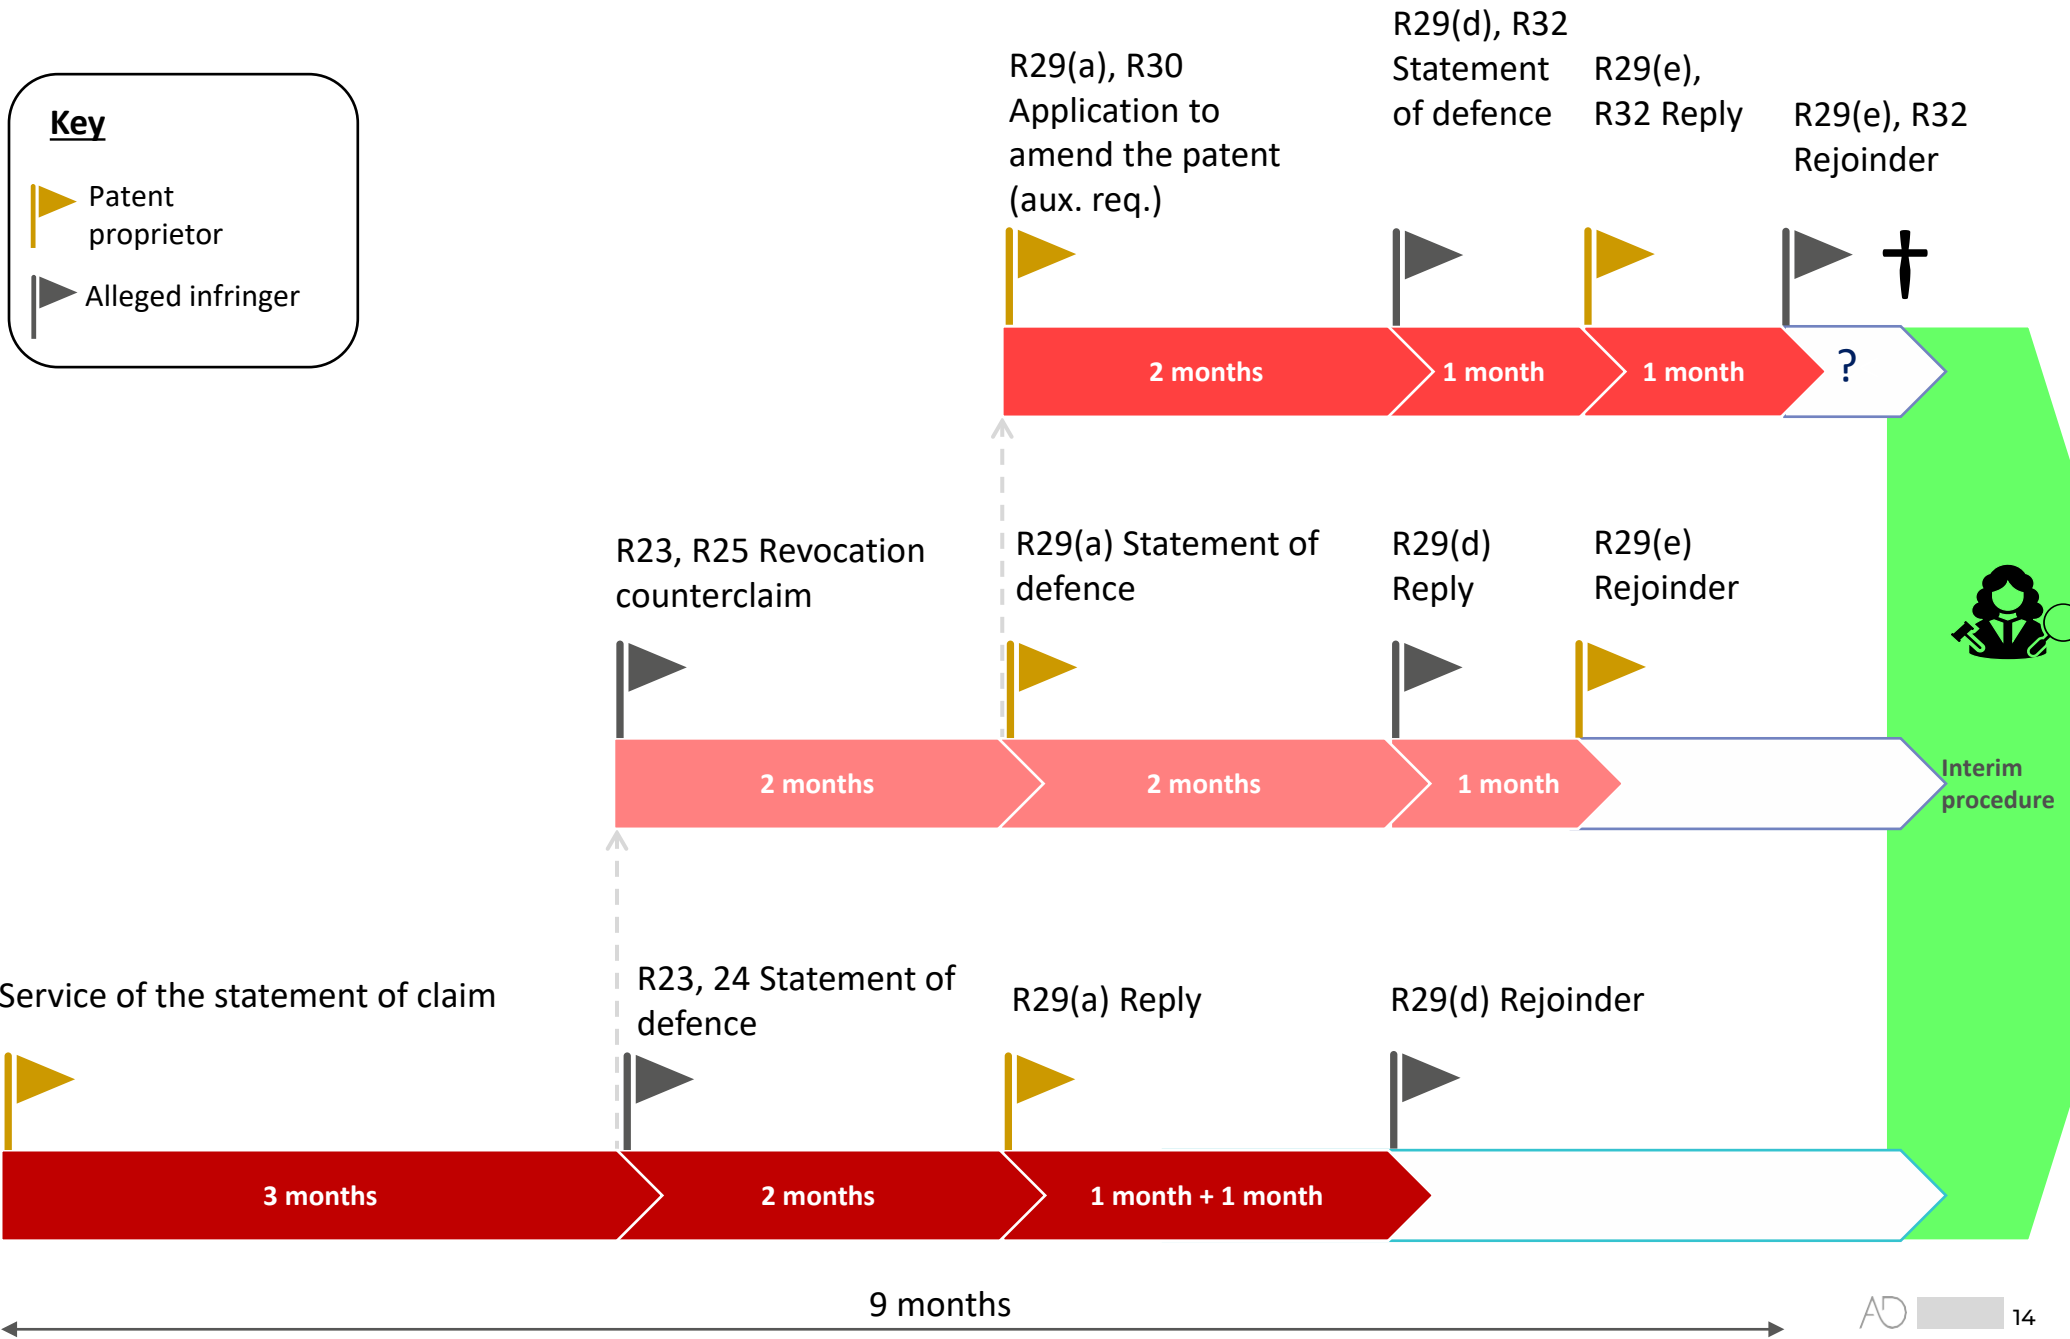 Key
Patent
proprietor
Alleged infringer
R29(a), R30
Application to
amend the patent
(aux. req.)
R29(d), R32
Statement
of defence
R29(e),
R32 Reply
R29(e), R32
Rejoinder
2 months
1 month
1 month
?
R23, R25 Revocation
counterclaim
R29(a) Statement of
defence
R29(d)
Reply
R29(e)
Rejoinder
2 months
2 months
1 month
Interim
procedure
Service of the statement of claim
R23, 24 Statement of
defence
R29(a) Reply
R29(d) Rejoinder
3 months
2 months
1 month + 1 month
9 months
AD
14